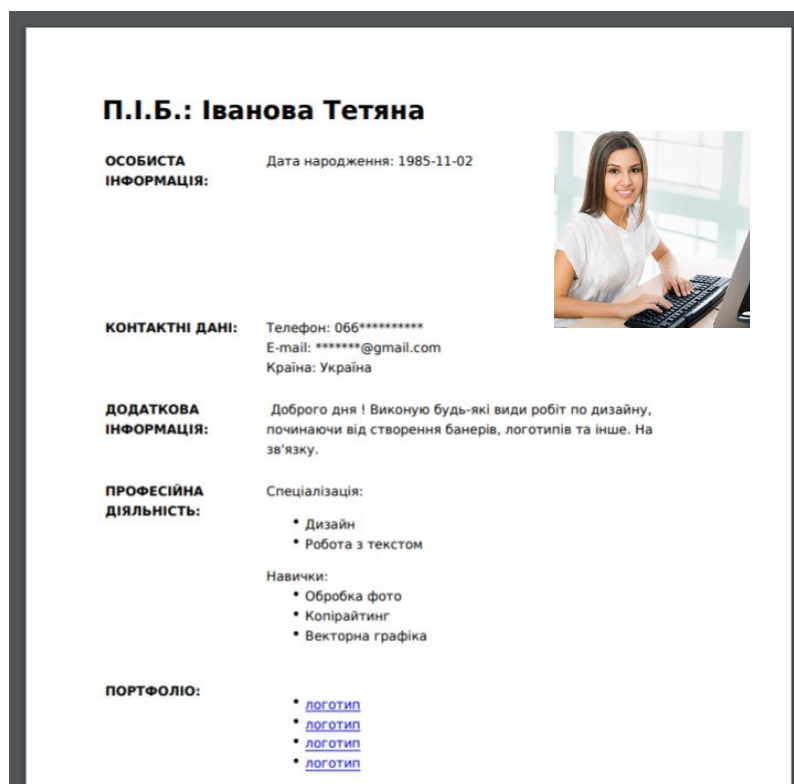 П.І.Б.: Іванова Тетяна
ОСОБИСТА
ІНФОРМАЦІЯ:
Дата народження: 1985-11-02
КОНТАКТНІ ДАНІ:
Телефон: 066**********
E-mail: *******@gmail.com
Країна: Україна
ДОДАТКОВА
ІНФОРМАЦІЯ:
Доброго дня ! Виконую будь-які види робіт по дизайну,
починаючи від створення банерів, логотипів та інше. На
зв'язку.
ПРОФЕСІЙНА
ДІЯЛЬНІСТЬ:
Спеціалізація:
• Дизайн
• Робота з текстом
Навички:
• Обробка фото
• Копірайтинг
• Векторна графіка
ПОРТФОЛІО:
• логотип
• логотип
• логотип
• логотип